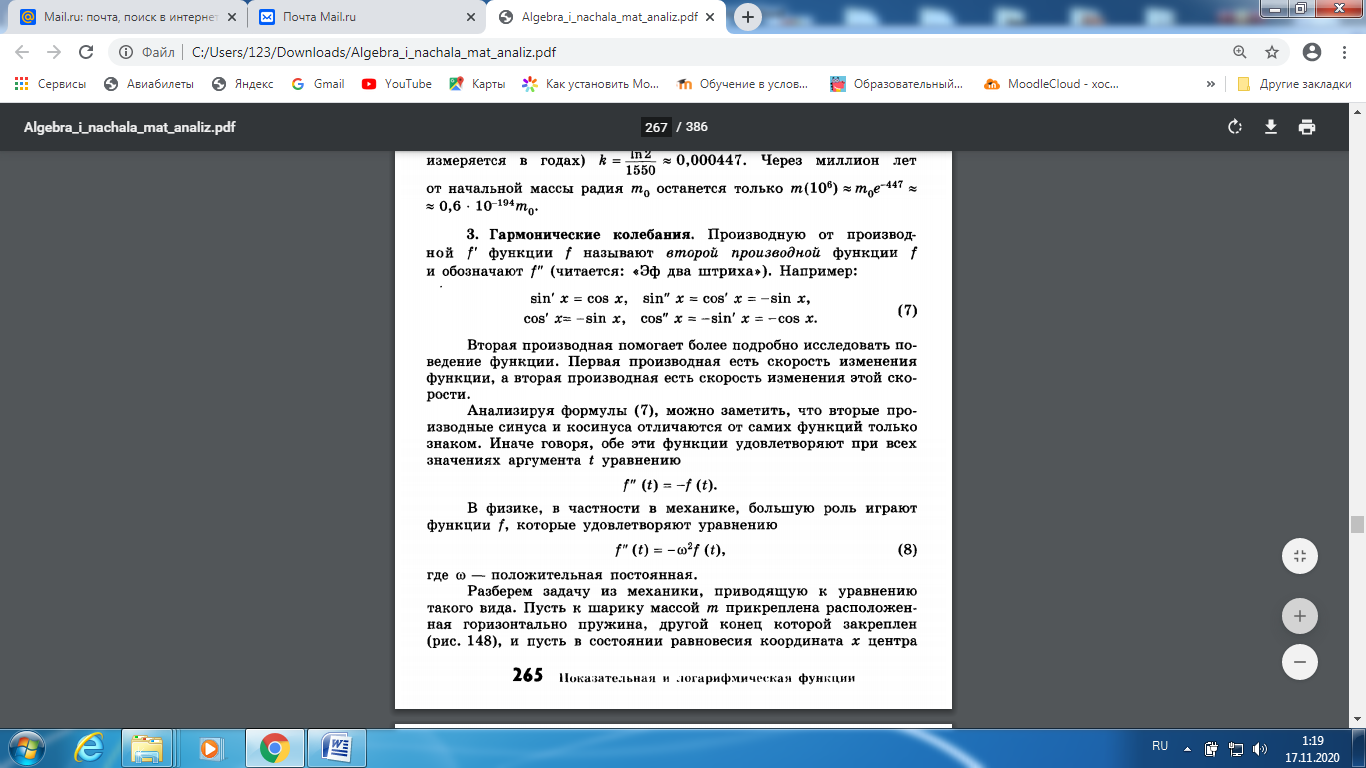 Mail.ru: почта, поиск в интернет
Почта Mail.ru
Algebra_i_nachala_mat_analiz.pdf
Файл
C:/Users/123/Downloads/Algebra_i_nachala_mat_analiz.pdf
Сервисы
Авиабилеты
Яндекс
Gmail
YouTube
Карты
Как установить Мо...
Обучение в услов...
Образовательный...
MoodleCloud - хос...
»
Другие закладки
Algebra_i_nachala_mat_analiz.pdf
267 / 386
измеряется в годах) k = ln 2/1550 ≈ 0,000447. Через миллион лет
от начальной массы радия m₀ останется только m(10⁶) ≈ m₀e⁻⁴⁴⁷ ≈
≈ 0,6 · 10⁻¹⁹⁴m₀.
3. Гармонические колебания. Производную от производ-
ной f′ функции f называют второй производной функции f
и обозначают f″ (читается: «Эф два штриха»). Например:
sin′ x = cos x, sin″ x = cos′ x = −sin x,
cos′ x= −sin x, cos″ x = −sin′ x = −cos x.
(7)
Вторая производная помогает более подробно исследовать по-
ведение функции. Первая производная есть скорость изменения
функции, а вторая производная есть скорость изменения этой ско-
рости.
Анализируя формулы (7), можно заметить, что вторые про-
изводные синуса и косинуса отличаются от самих функций только
знаком. Иначе говоря, обе эти функции удовлетворяют при всех
значениях аргумента t уравнению
f″ (t) = −f (t).
В физике, в частности в механике, большую роль играют
функции f, которые удовлетворяют уравнению
f″ (t) = −ω²f (t), (8)
где ω — положительная постоянная.
Разберем задачу из механики, приводящую к уравнению
такого вида. Пусть к шарику массой m прикреплена расположен-
ная горизонтально пружина, другой конец которой закреплен
(рис. 148), и пусть в состоянии равновесия координата x центра
265 Показательная и логарифмическая функции
RU
1:19
17.11.2020